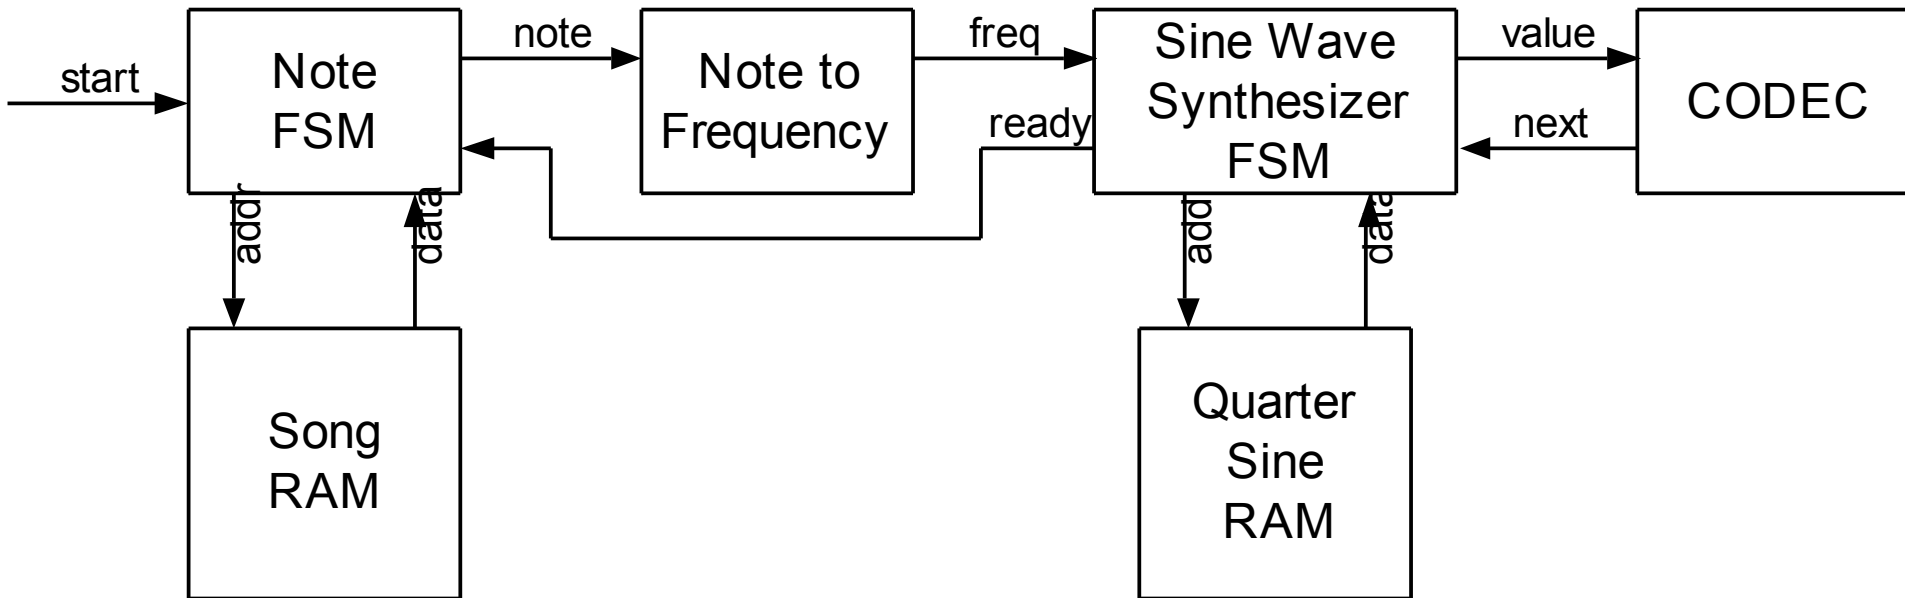 start
Note
FSM
note
Note to
Frequency
freq
ready
Sine Wave
Synthesizer
FSM
value
next
CODEC
addr
data
addr
data
Song
RAM
Quarter
Sine
RAM